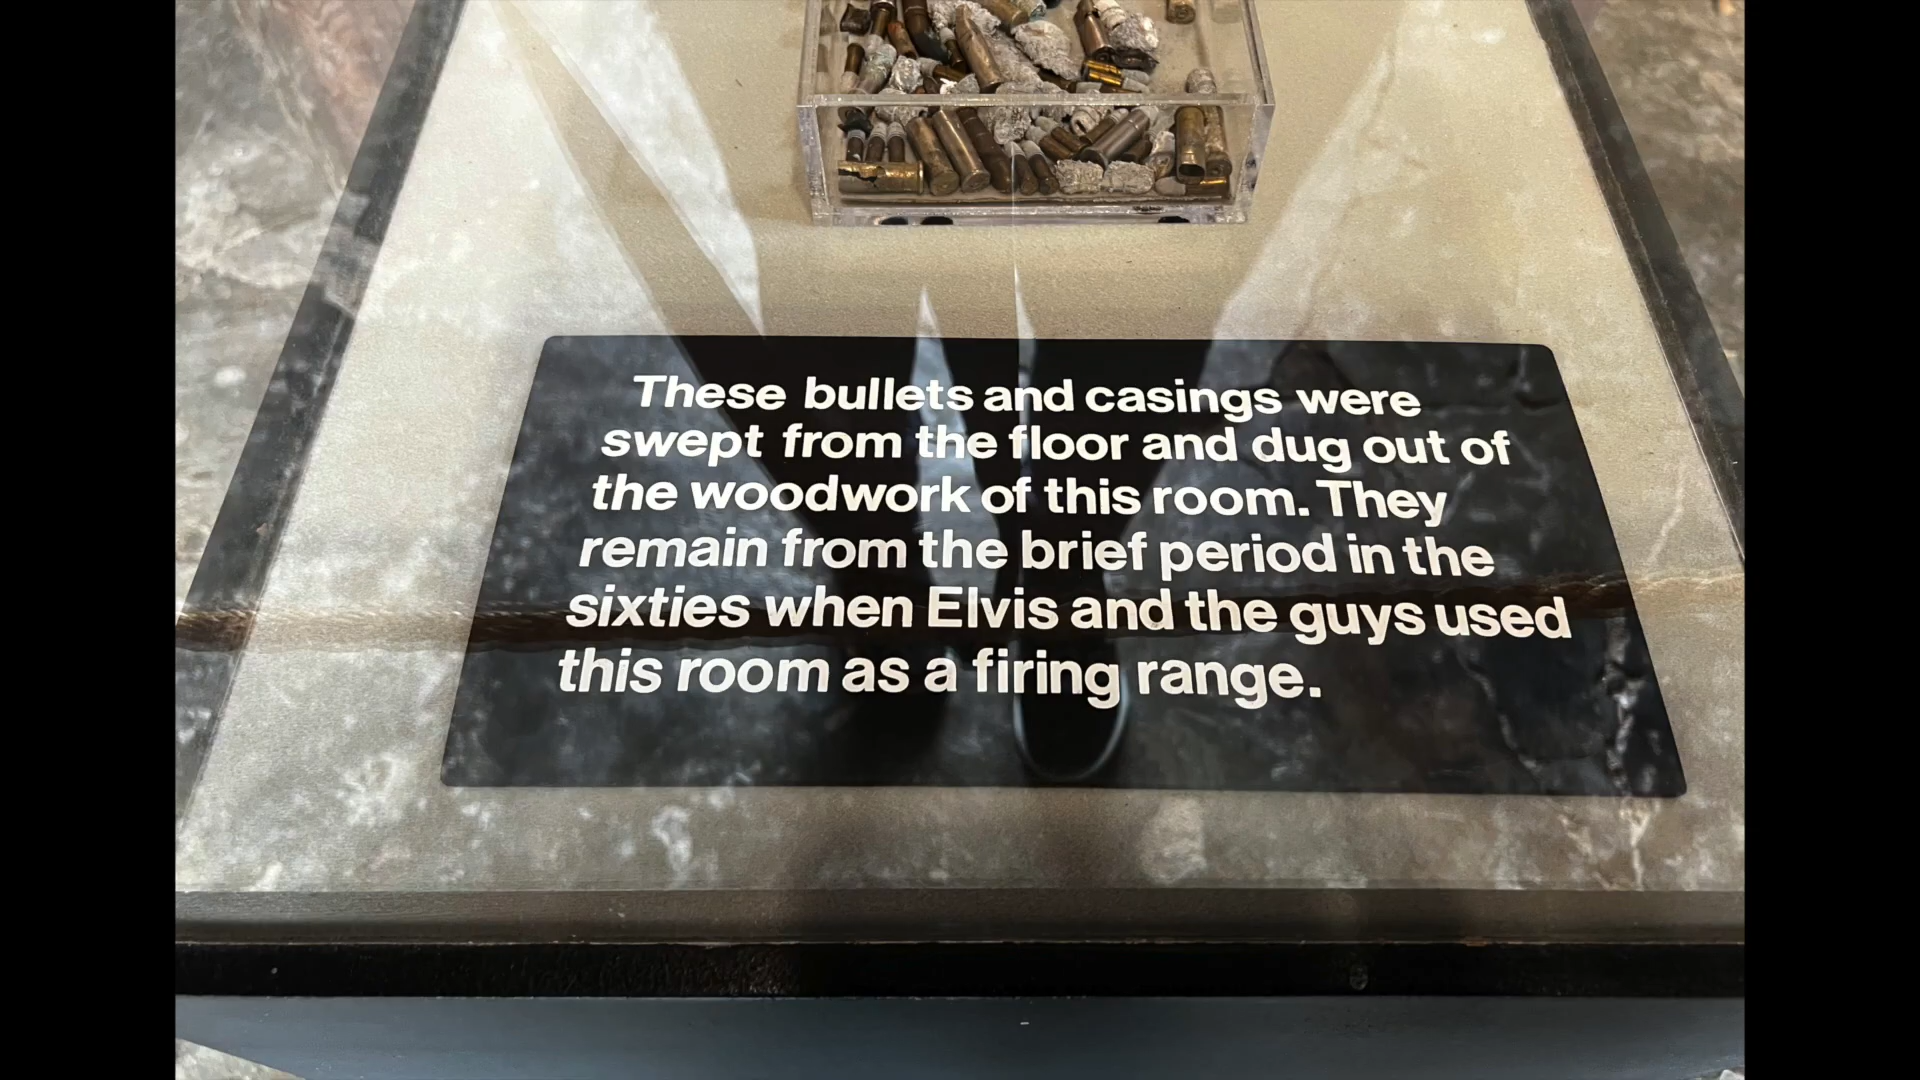 These bullets and casings were
swept from the floor and dug out of
the woodwork of this room. They
remain from the brief period in the
sixties when Elvis and the guys used
this room as a firing range.